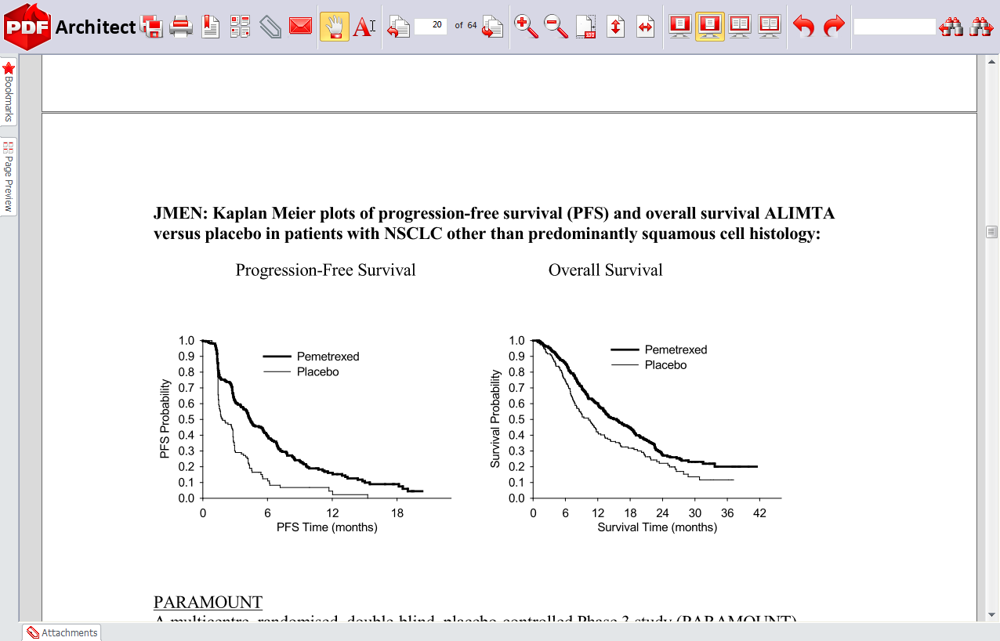 PDF Architect
20 of 64
100
Bookmarks
Page Preview
JMEN: Kaplan Meier plots of progression-free survival (PFS) and overall survival ALIMTA
versus placebo in patients with NSCLC other than predominantly squamous cell histology:
Progression-Free Survival
Overall Survival
1.0
0.9
0.8
0.7
0.6
0.5
0.4
0.3
0.2
0.1
0.0
PFS Probability
Pemetrexed
Placebo
0 6 12 18
PFS Time (months)
1.0
0.9
0.8
0.7
0.6
0.5
0.4
0.3
0.2
0.1
0.0
Survival Probability
Pemetrexed
Placebo
0 6 12 18 24 30 36 42
Survival Time (months)
PARAMOUNT
A multicentre, randomised, double-blind, placebo-controlled Phase 3 study (PARAMOUNT)
Attachments